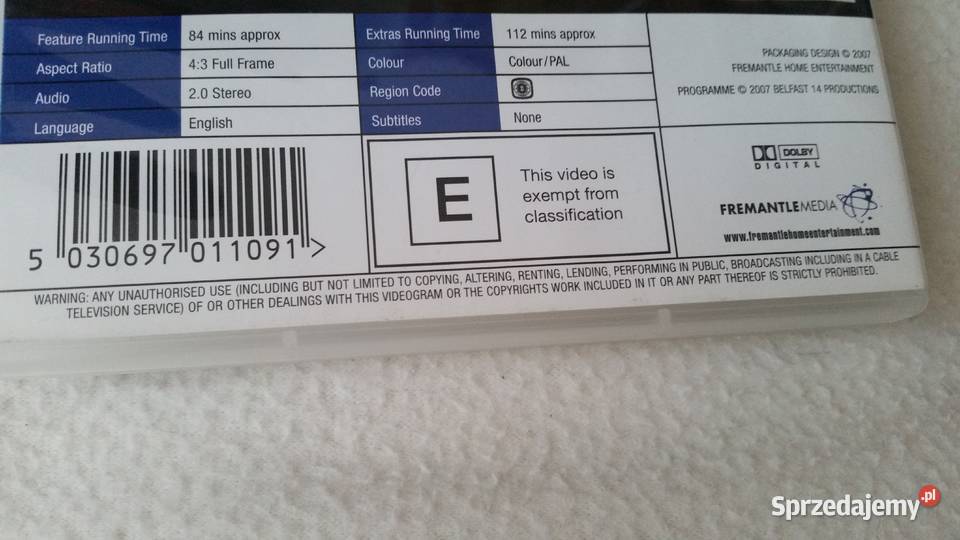 Feature Running Time 84 mins approx Extras Running Time 112 mins approx
Aspect Ratio 4:3 Full Frame Colour Colour/PAL
Audio 2.0 Stereo Region Code
Language English Subtitles None
PACKAGING DESIGN © 2007
FREMANTLE HOME ENTERTAINMENT
PROGRAMME © 2007 BELFAST 14 PRODUCTIONS
5 030697 011091 >
E
This video is
exempt from
classification
DOLBY
DIGITAL
FREMANTLEMEDIA
www.fremantlehomeentertainment.com
WARNING: ANY UNAUTHORISED USE (INCLUDING BUT NOT LIMITED TO COPYING, ALTERING, RENTING, LENDING, PERFORMING IN PUBLIC, BROADCASTING INCLUDING IN A CABLE
TELEVISION SERVICE) OF OR OTHER DEALINGS WITH THIS VIDEOGRAM OR THE COPYRIGHTS WORK INCLUDED IN IT OR ANY PART THEREOF IS STRICTLY PROHIBITED.
Sprzedajemy.pl